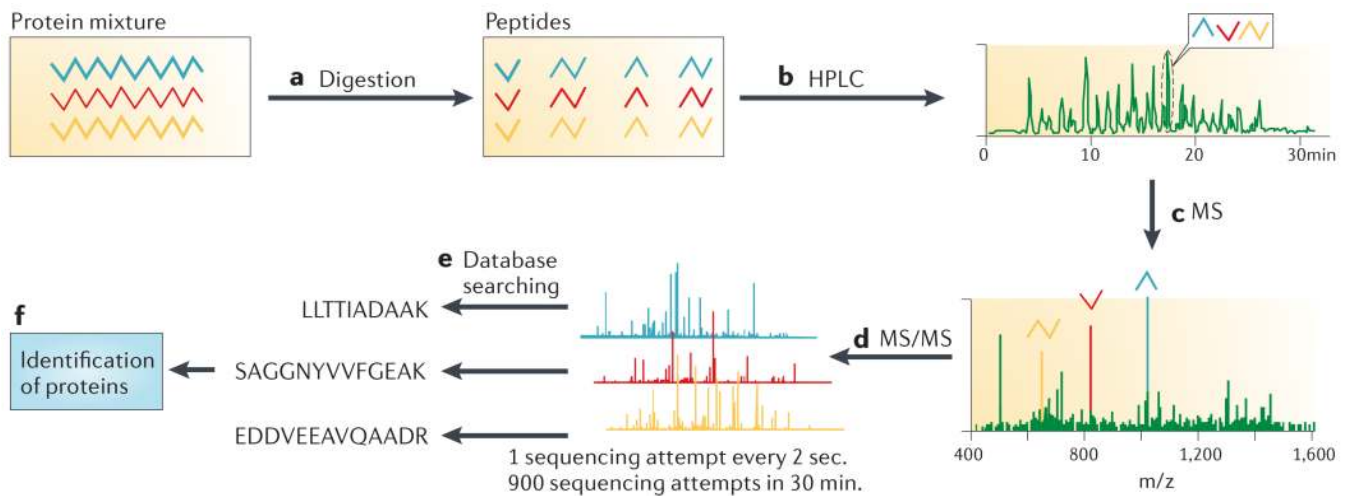 Protein mixture
a Digestion
Peptides
b HPLC
0 10 20 30min
c MS
400 800 1,200 1,600
m/z
d MS/MS
1 sequencing attempt every 2 sec.
900 sequencing attempts in 30 min.
e Database
searching
LLTTIADAAK
SAGGNYVVFGEAK
EDDVEEAVQAADR
f
Identification
of proteins